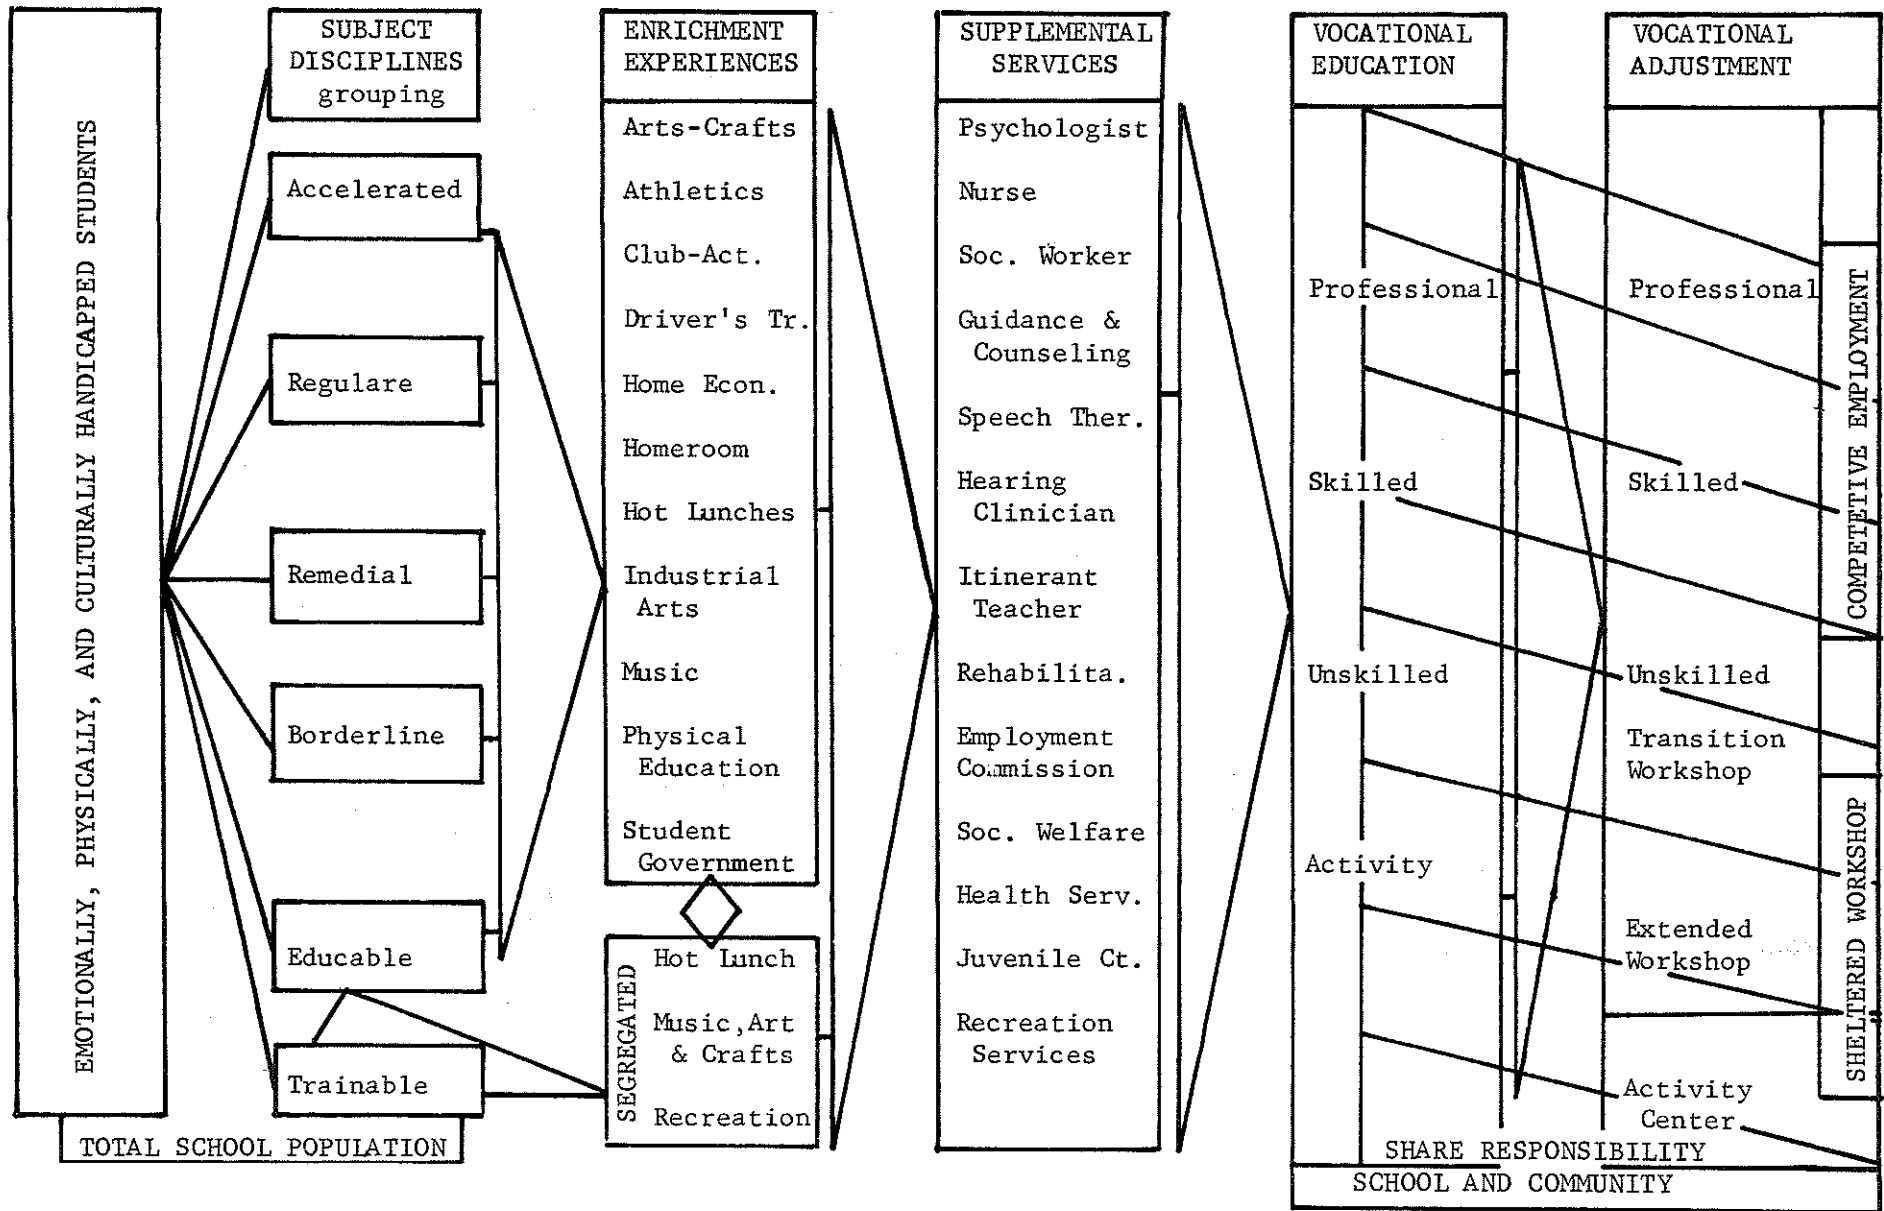 EMOTIONALLY, PHYSICALLY, AND CULTURALLY HANDICAPPED STUDENTS
TOTAL SCHOOL POPULATION
SUBJECT
DISCIPLINES
grouping
Accelerated
Regulare
Remedial
Borderline
Educable
Trainable
ENRICHMENT
EXPERIENCES
Arts-Crafts
Athletics
Club-Act.
Driver's Tr.
Home Econ.
Homeroom
Hot Lunches
Industrial
Arts
Music
Physical
Education
Student
Government
SEGREGATED
Hot Lunch
Music,Art
& Crafts
Recreation
SUPPLEMENTAL
SERVICES
Psychologist
Nurse
Soc. Worker
Guidance &
Counseling
Speech Ther.
Hearing
Clinician
Itinerant
Teacher
Rehabilita.
Employment
Commission
Soc. Welfare
Health Serv.
Juvenile Ct.
Recreation
Services
VOCATIONAL
EDUCATION
Professional
Skilled
Unskilled
Activity
VOCATIONAL
ADJUSTMENT
Professional
Skilled
Unskilled
Transition
Workshop
Extended
Workshop
Activity
Center
COMPETETIVE EMPLOYMENT
SHELTERED WORKSHOP
SHARE RESPONSIBILITY
SCHOOL AND COMMUNITY